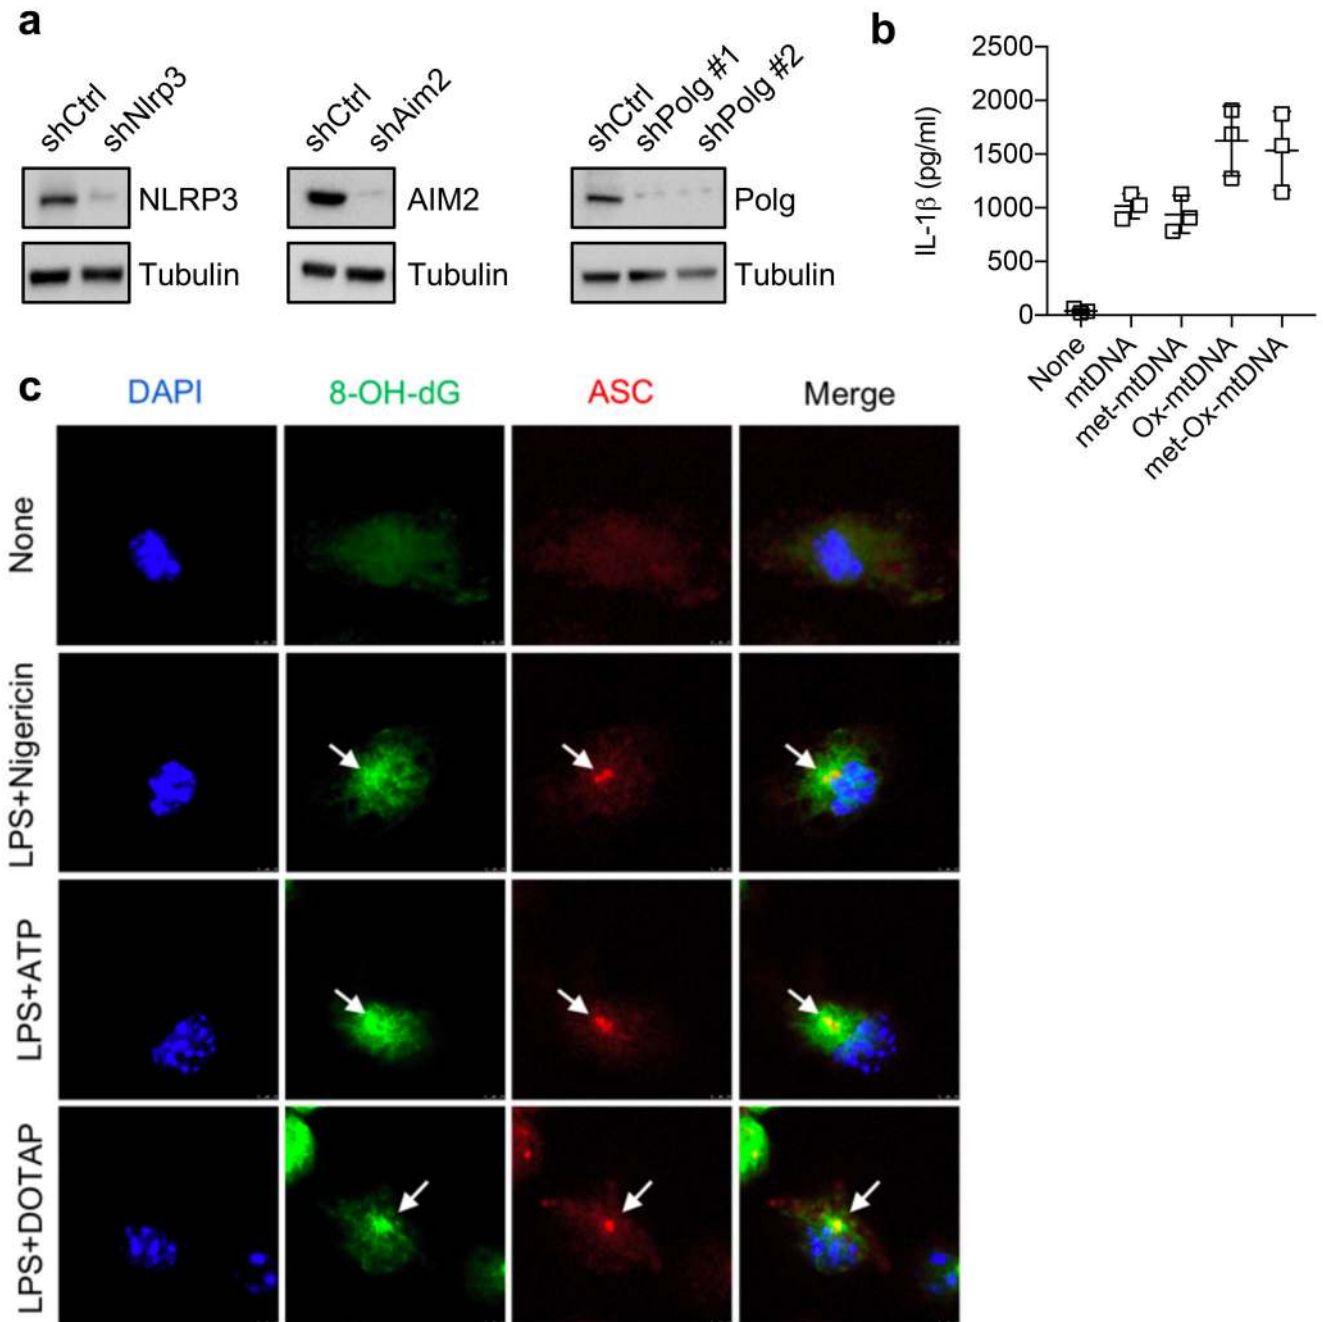 a
shCtrl
shNlrp3
NLRP3
Tubulin
shCtrl
shAim2
AIM2
Tubulin
shCtrl
shPolg #1
shPolg #2
Polg
Tubulin
b
IL-1β (pg/ml)
2500
2000
1500
1000
500
0
None
mtDNA
met-mtDNA
Ox-mtDNA
met-Ox-mtDNA
c
DAPI
8-OH-dG
ASC
Merge
None
LPS+Nigericin
LPS+ATP
LPS+DOTAP